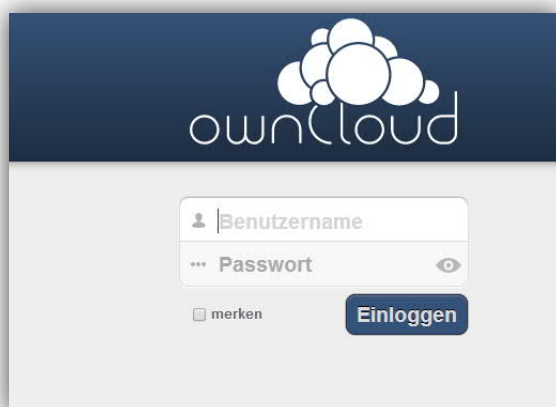 ownCloud
Benutzername
Passwort
merken
Einloggen